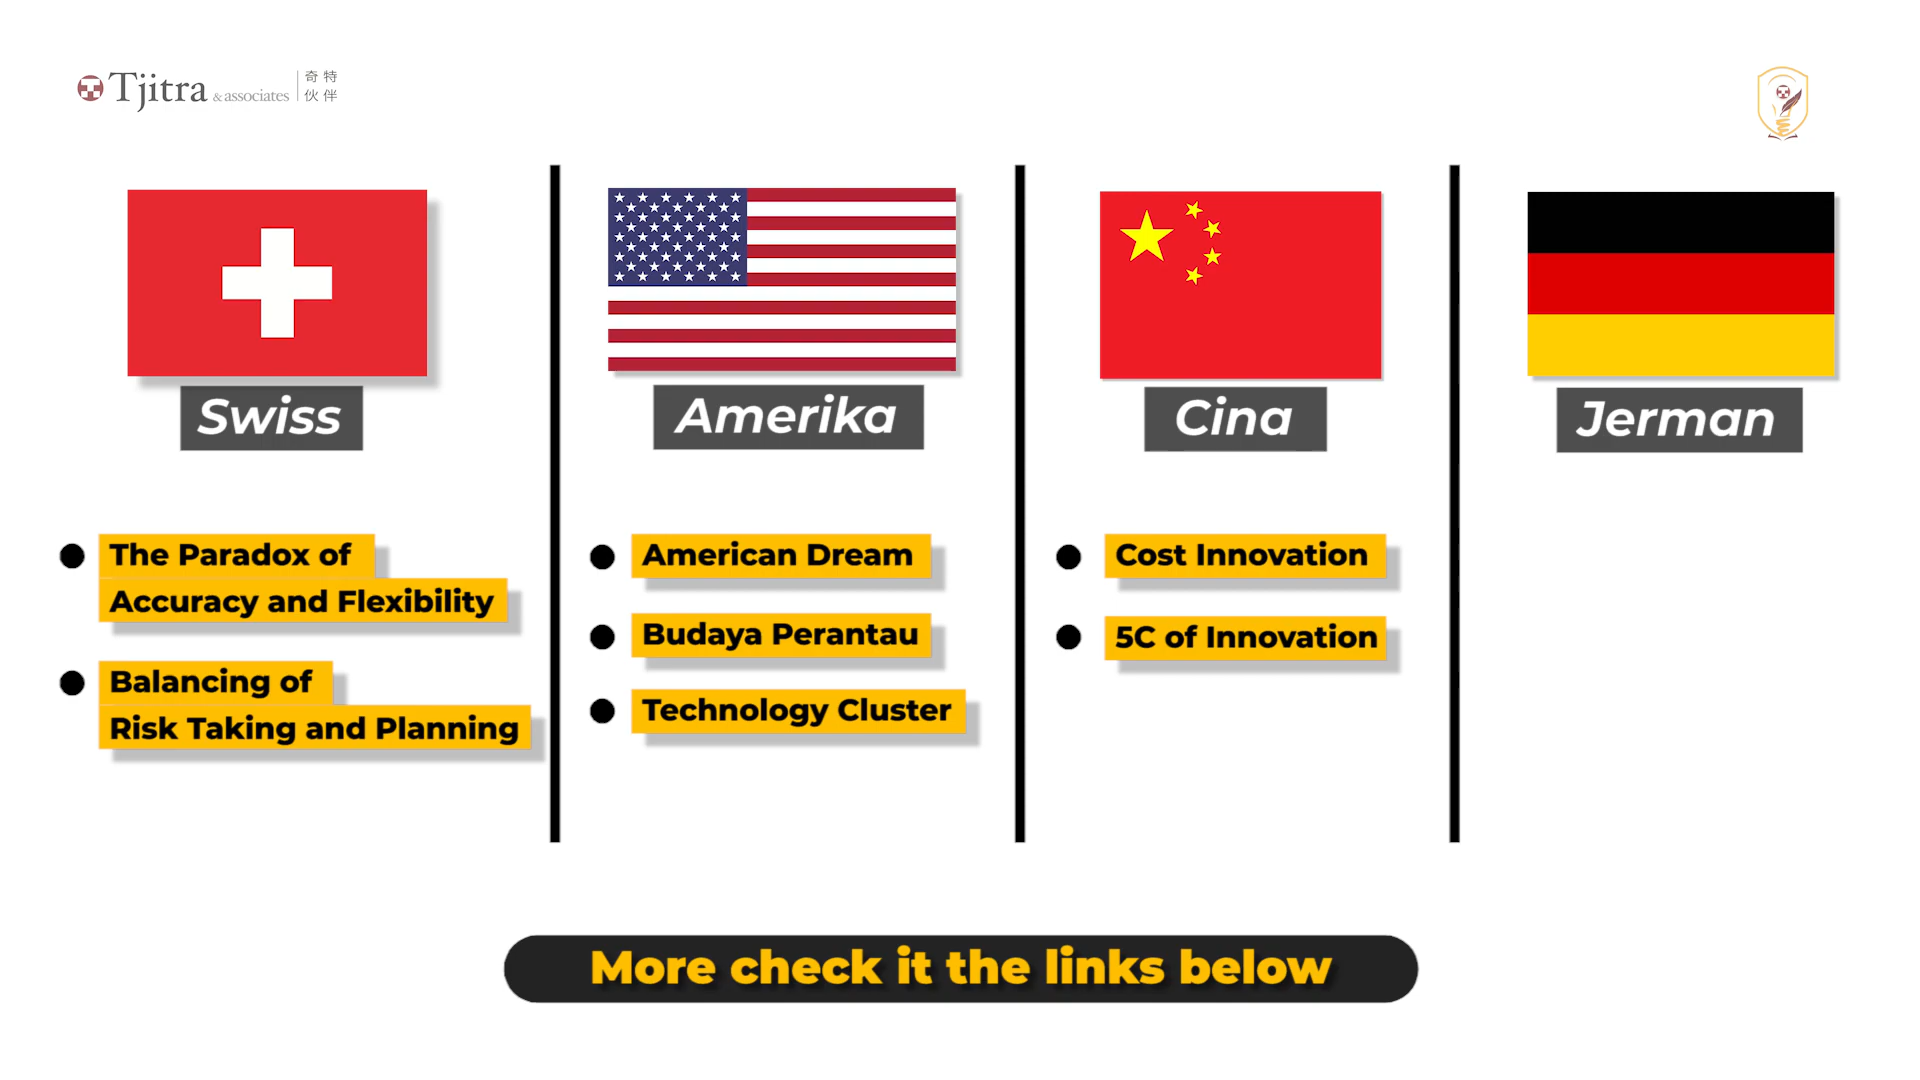 Tjitra & associates 奇特
伙伴
Swiss
Amerika
Cina
Jerman
The Paradox of
Accuracy and Flexibility
Balancing of
Risk Taking and Planning
American Dream
Budaya Perantau
Technology Cluster
Cost Innovation
5C of Innovation
More check it the links below